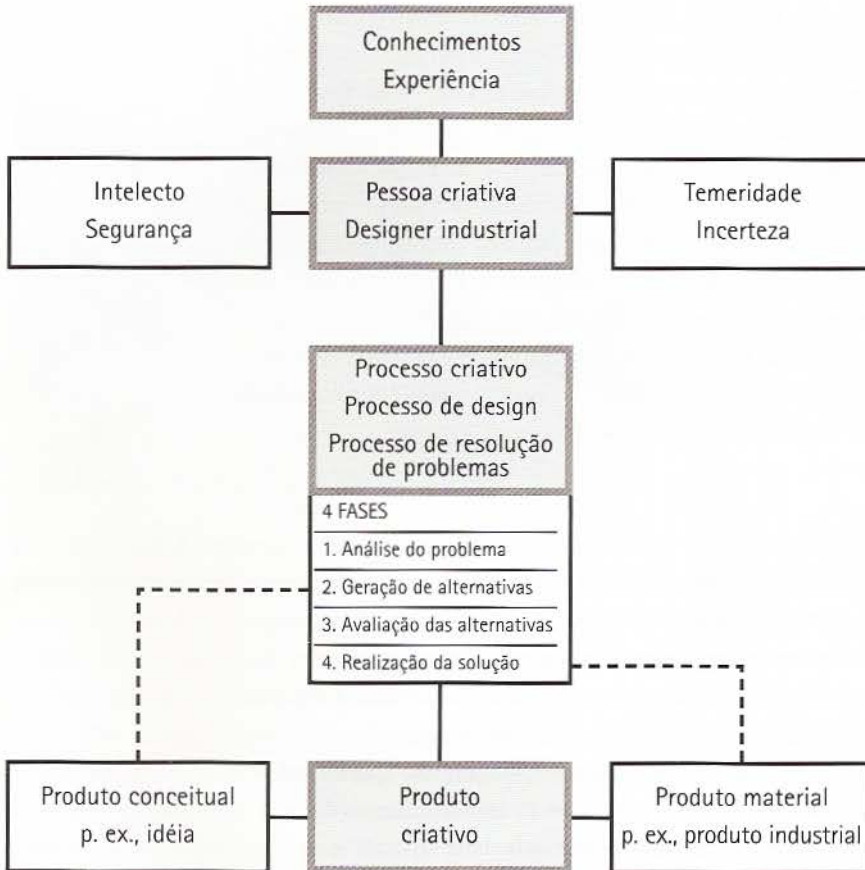 Conhecimentos
Experiência
Intelecto
Segurança
Pessoa criativa
Designer industrial
Temeridade
Incerteza
Processo criativo
Processo de design
Processo de resolução
de problemas
4 FASES
1. Análise do problema
2. Geração de alternativas
3. Avaliação das alternativas
4. Realização da solução
Produto conceitual
p. ex., idéia
Produto
criativo
Produto material
p. ex., produto industrial